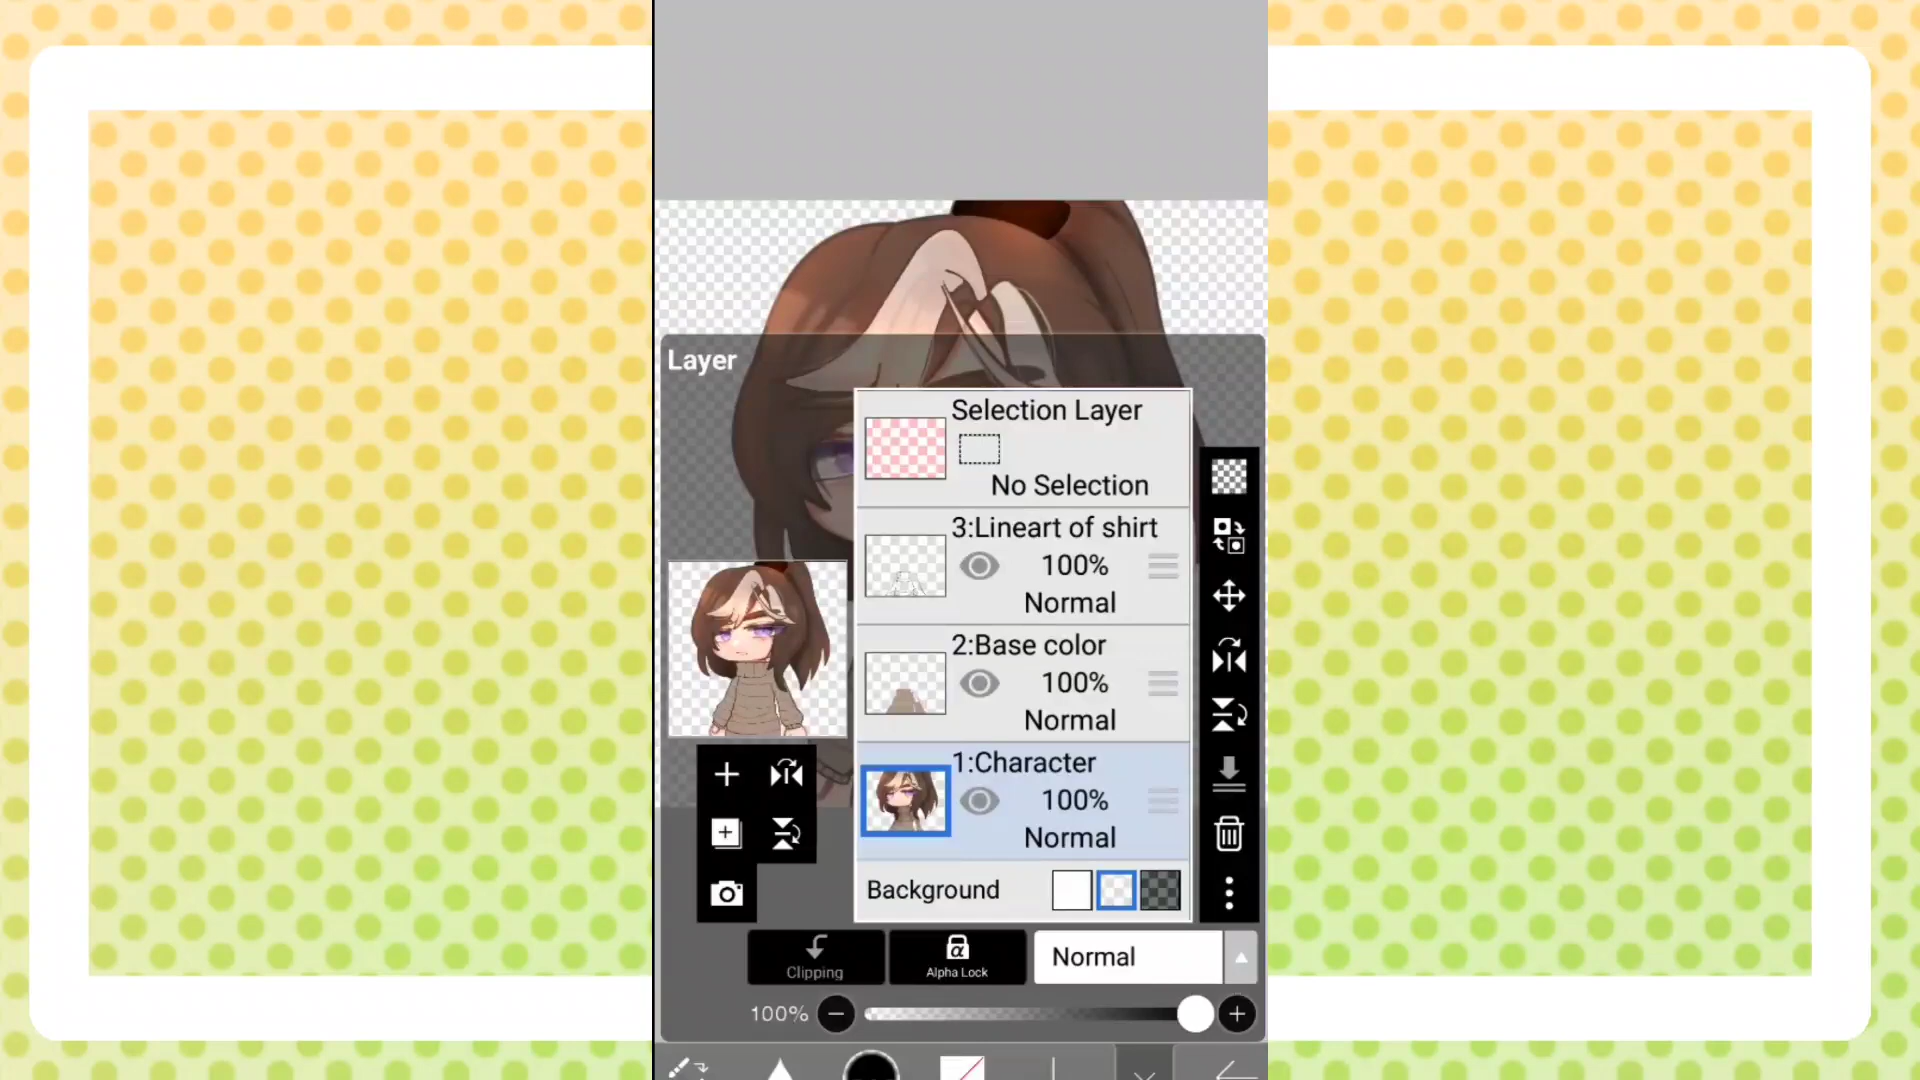 Layer
Selection Layer
No Selection
3:Lineart of shirt
100%
Normal
2:Base color
100%
Normal
1:Character
100%
Normal
Background
Clipping
α
Alpha Lock
Normal
100%